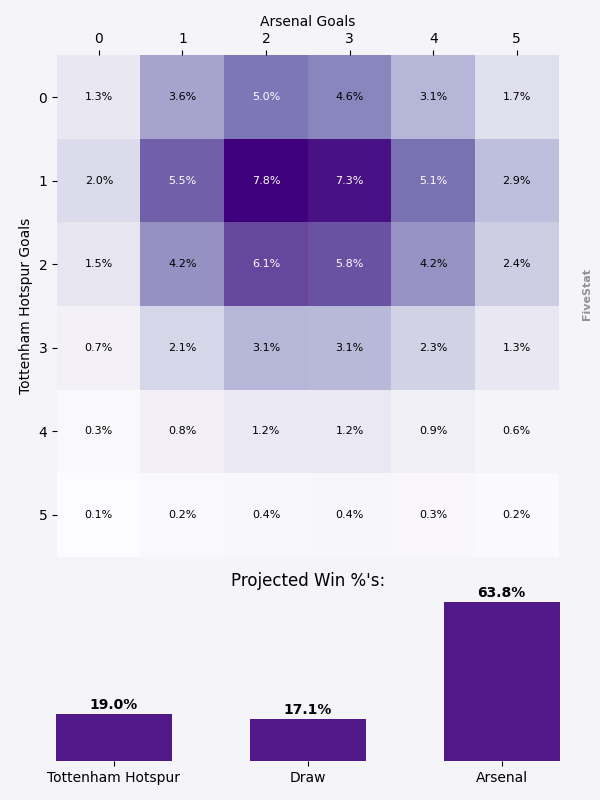 Arsenal Goals
0 1 2 3 4 5
0 1.3% 3.6% 5.0% 4.6% 3.1% 1.7%
1 2.0% 5.5% 7.8% 7.3% 5.1% 2.9%
2 1.5% 4.2% 6.1% 5.8% 4.2% 2.4%
3 0.7% 2.1% 3.1% 3.1% 2.3% 1.3%
4 0.3% 0.8% 1.2% 1.2% 0.9% 0.6%
5 0.1% 0.2% 0.4% 0.4% 0.3% 0.2%
Tottenham Hotspur Goals
FiveStat
Projected Win %'s:
19.0% 17.1% 63.8%
Tottenham Hotspur Draw Arsenal